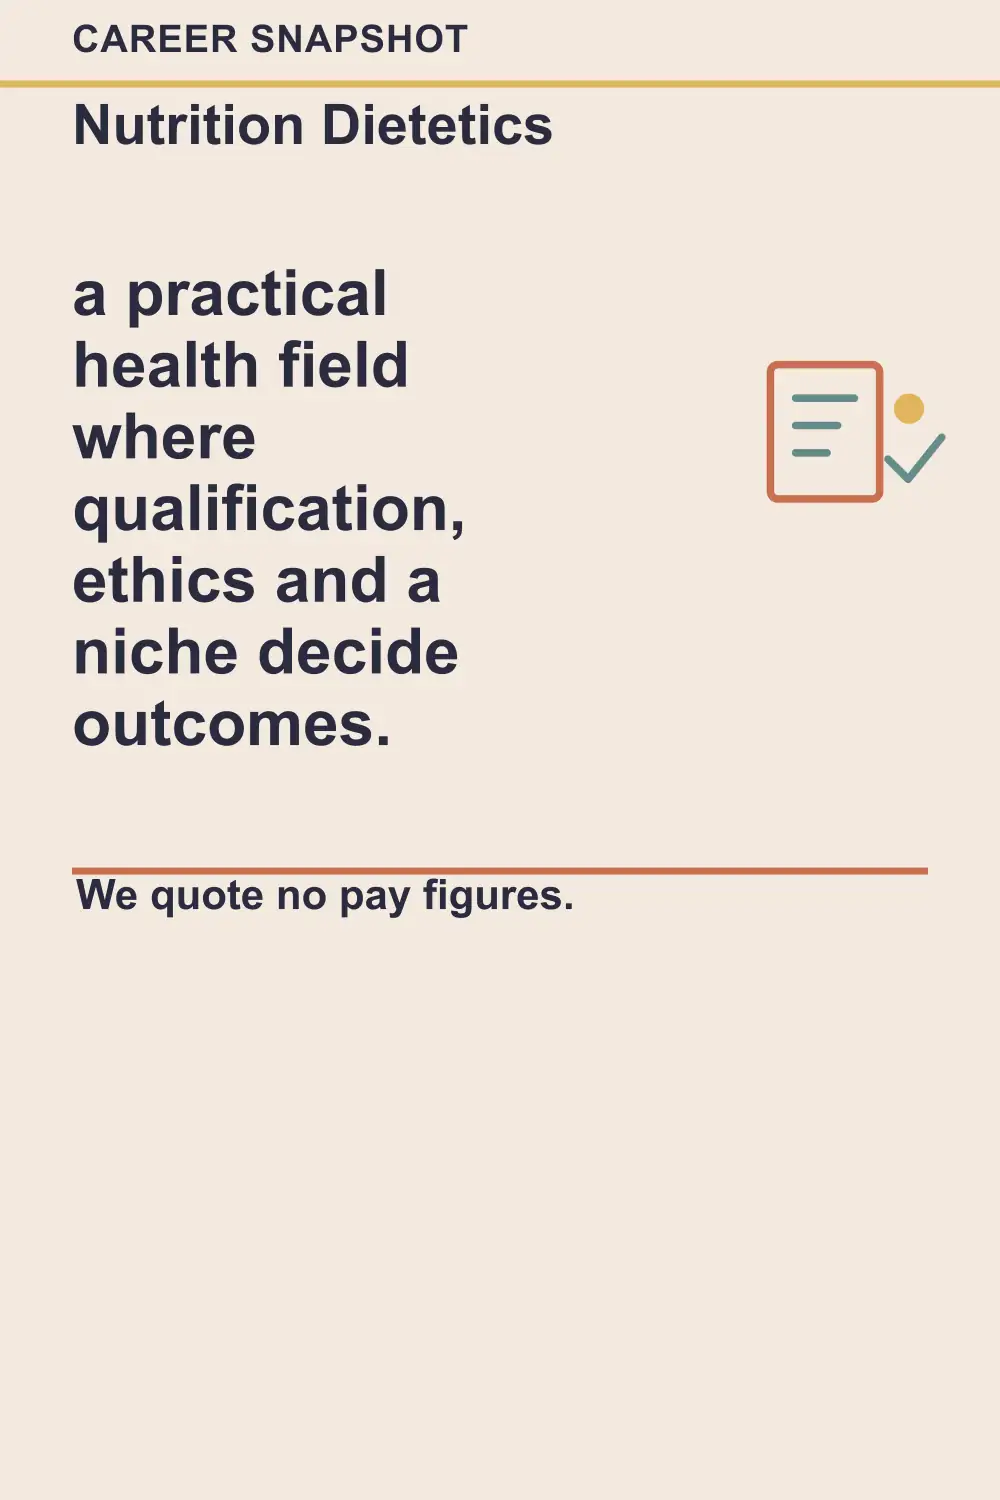 CAREER SNAPSHOT
Nutrition Dietetics
a practical
health field
where
qualification,
ethics and a
niche decide
outcomes.
We quote no pay figures.